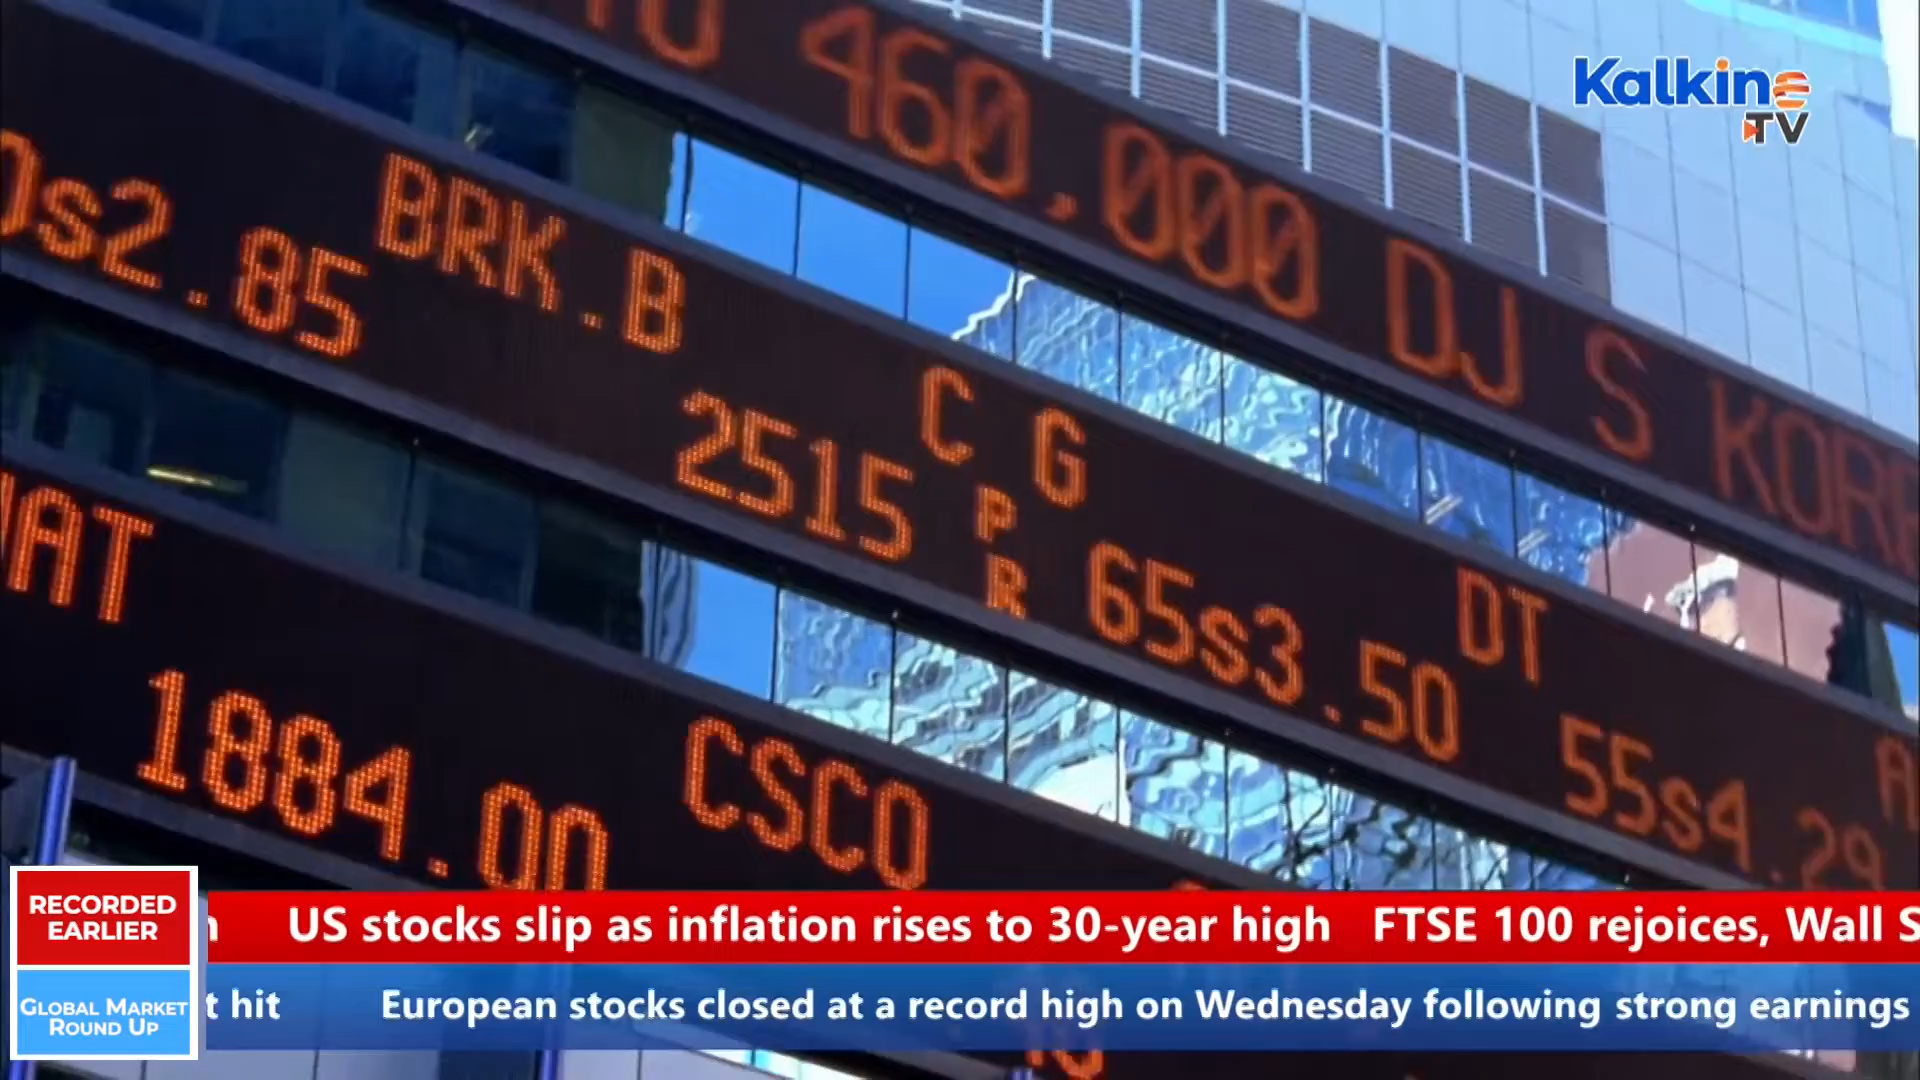 Kalkine
TV
460,000 DJ S KOR
s2.85
BRK.B
2515
C G
PR
65s3.50
DT
55s4.29
AT
1884.00
CSCO
RECORDED
EARLIER
US stocks slip as inflation rises to 30-year high FTSE 100 rejoices, Wall S
GLOBAL MARKET
ROUND UP
t hit European stocks closed at a record high on Wednesday following strong earnings